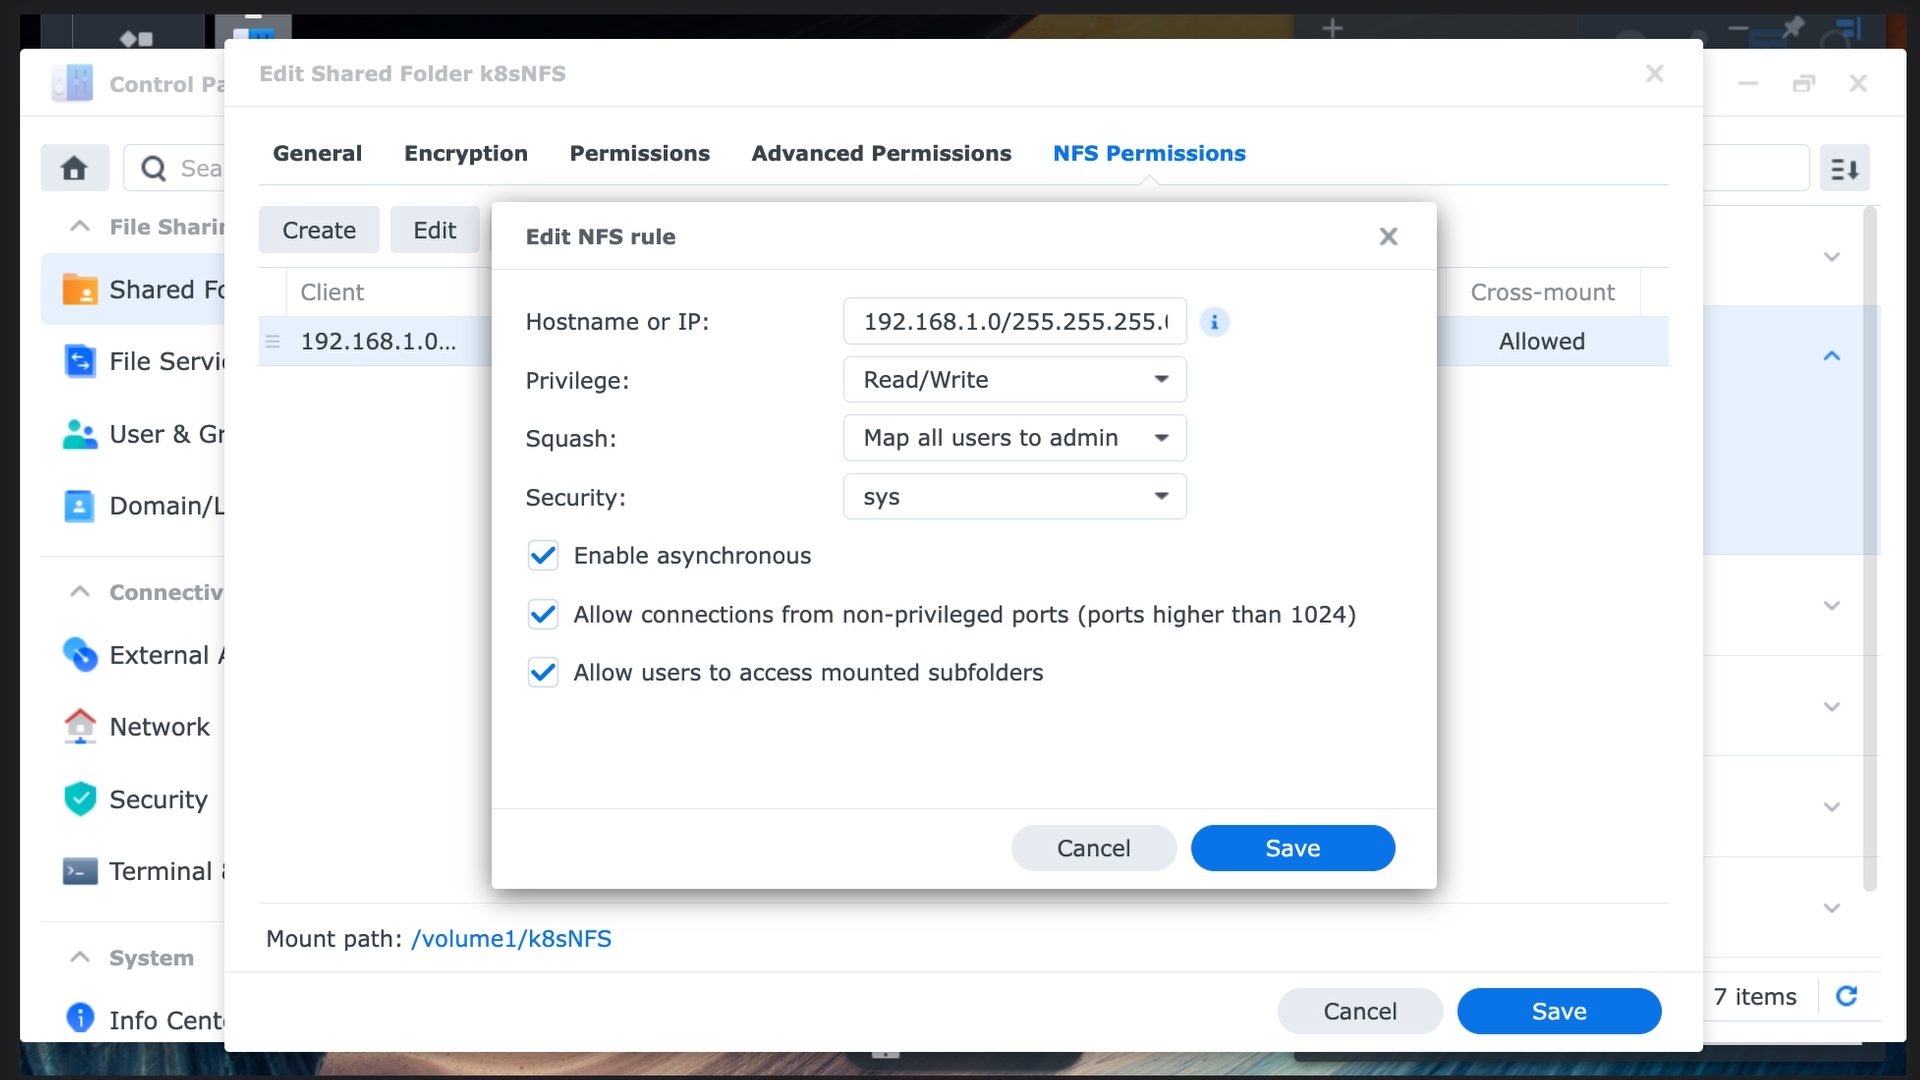 Edit Shared Folder k8sNFS
Control Pa
General Encryption Permissions Advanced Permissions NFS Permissions
Sea
File Sharin
Create Edit
Edit NFS rule
Shared Fo
Client
Cross-mount
Hostname or IP: 192.168.1.0/255.255.255.
192.168.1.0...
Allowed
File Servi
Privilege: Read/Write
User & Gr
Squash: Map all users to admin
Security: sys
Domain/L
Enable asynchronous
Connectiv
Allow connections from non-privileged ports (ports higher than 1024)
External A
Allow users to access mounted subfolders
Network
Security
Cancel Save
Terminal
Mount path: /volume1/k8sNFS
System
7 items
Cancel Save
Info Cent